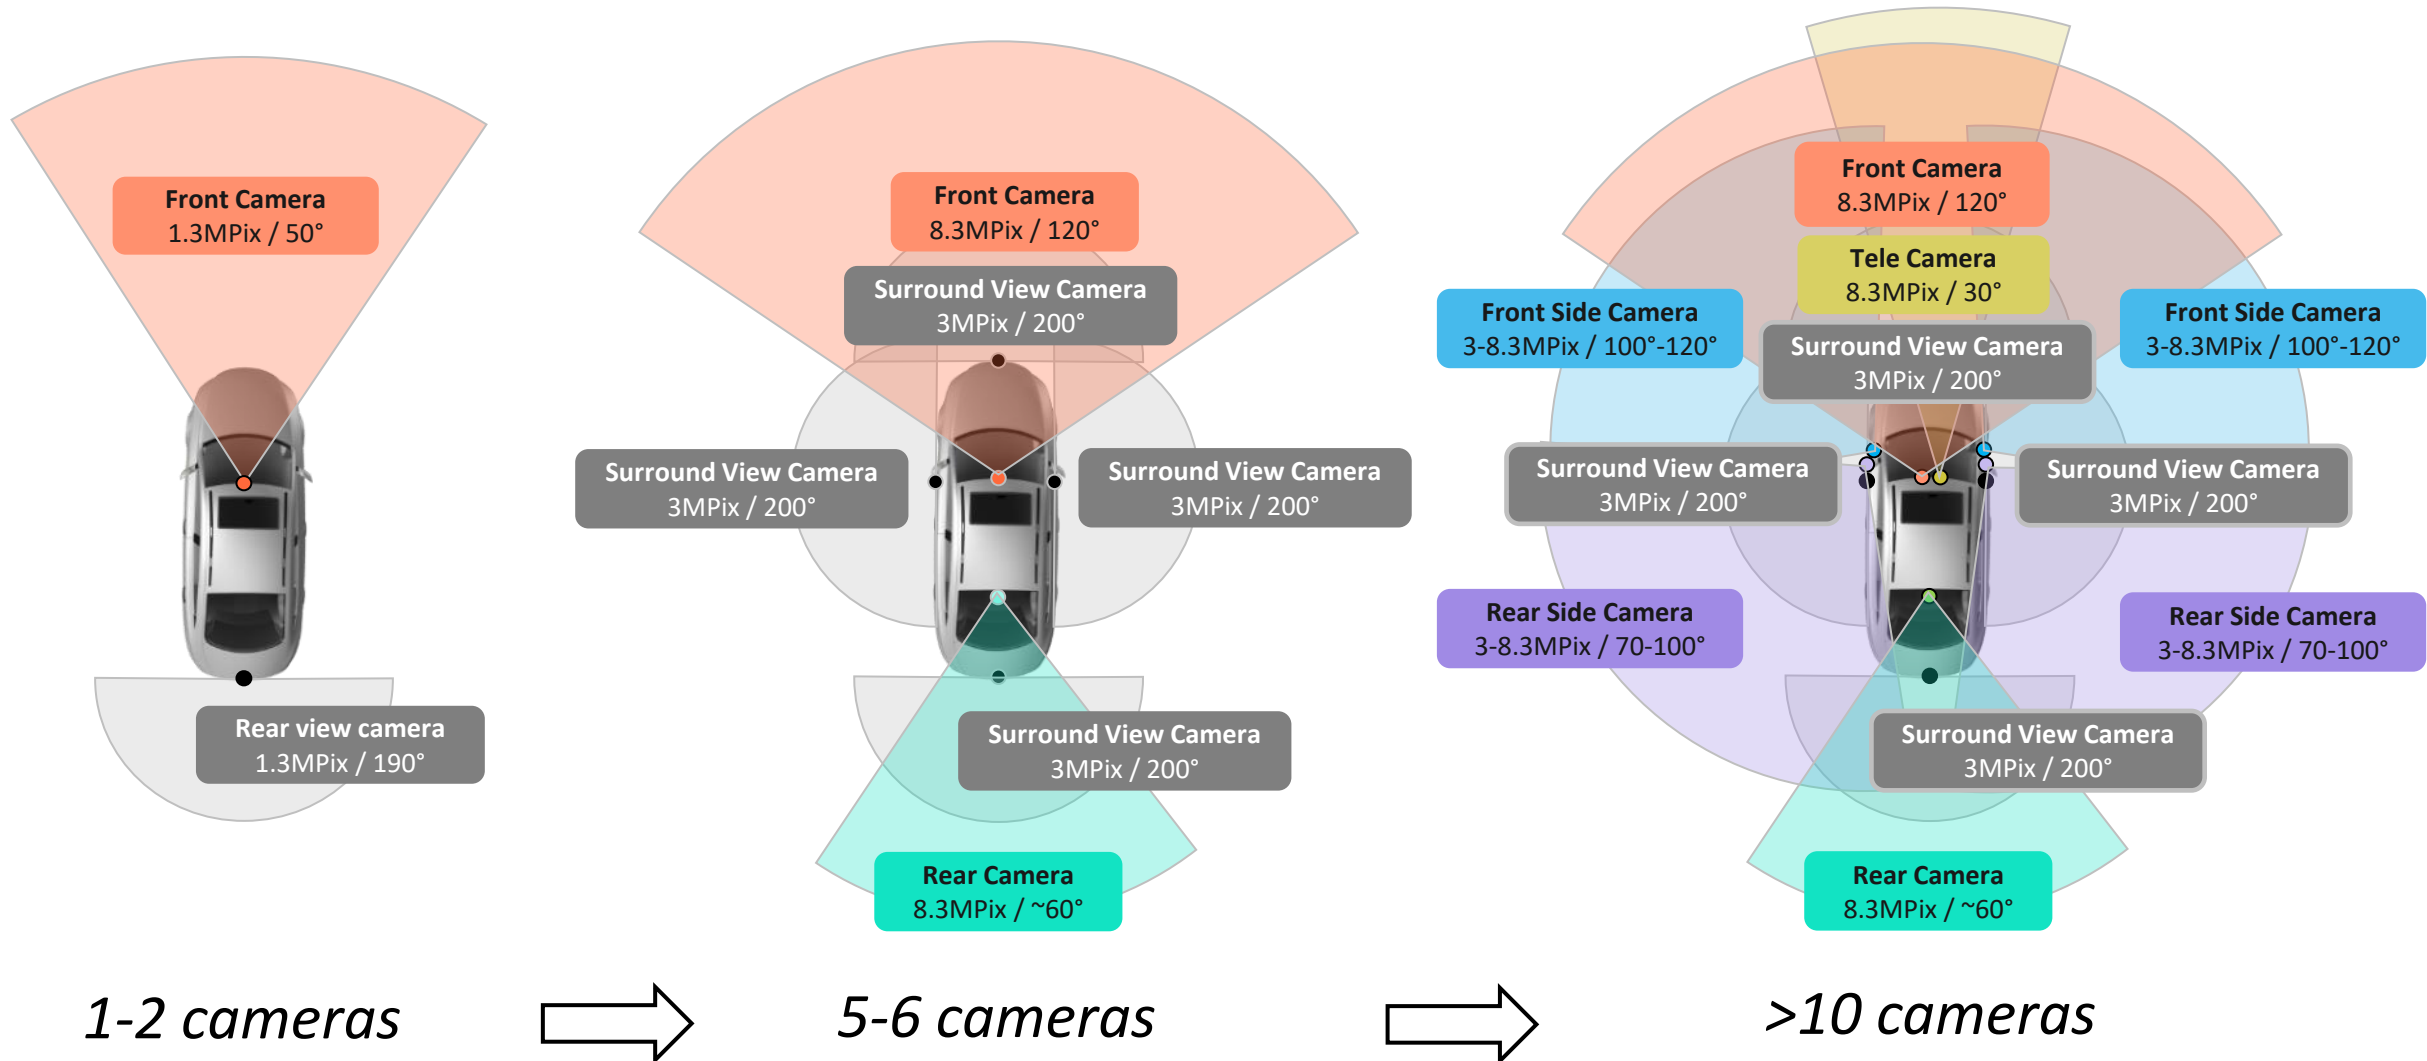 Front Camera
1.3MPix / 50°
Rear view camera
1.3MPix / 190°
1-2 cameras
Front Camera
8.3MPix / 120°
Surround View Camera
3MPix / 200°
Surround View Camera
3MPix / 200°
Surround View Camera
3MPix / 200°
Surround View Camera
3MPix / 200°
Rear Camera
8.3MPix / ~60°
5-6 cameras
Front Camera
8.3MPix / 120°
Tele Camera
8.3MPix / 30°
Front Side Camera
3-8.3MPix / 100°-120°
Front Side Camera
3-8.3MPix / 100°-120°
Surround View Camera
3MPix / 200°
Surround View Camera
3MPix / 200°
Surround View Camera
3MPix / 200°
Rear Side Camera
3-8.3MPix / 70-100°
Rear Side Camera
3-8.3MPix / 70-100°
Surround View Camera
3MPix / 200°
Rear Camera
8.3MPix / ~60°
>10 cameras